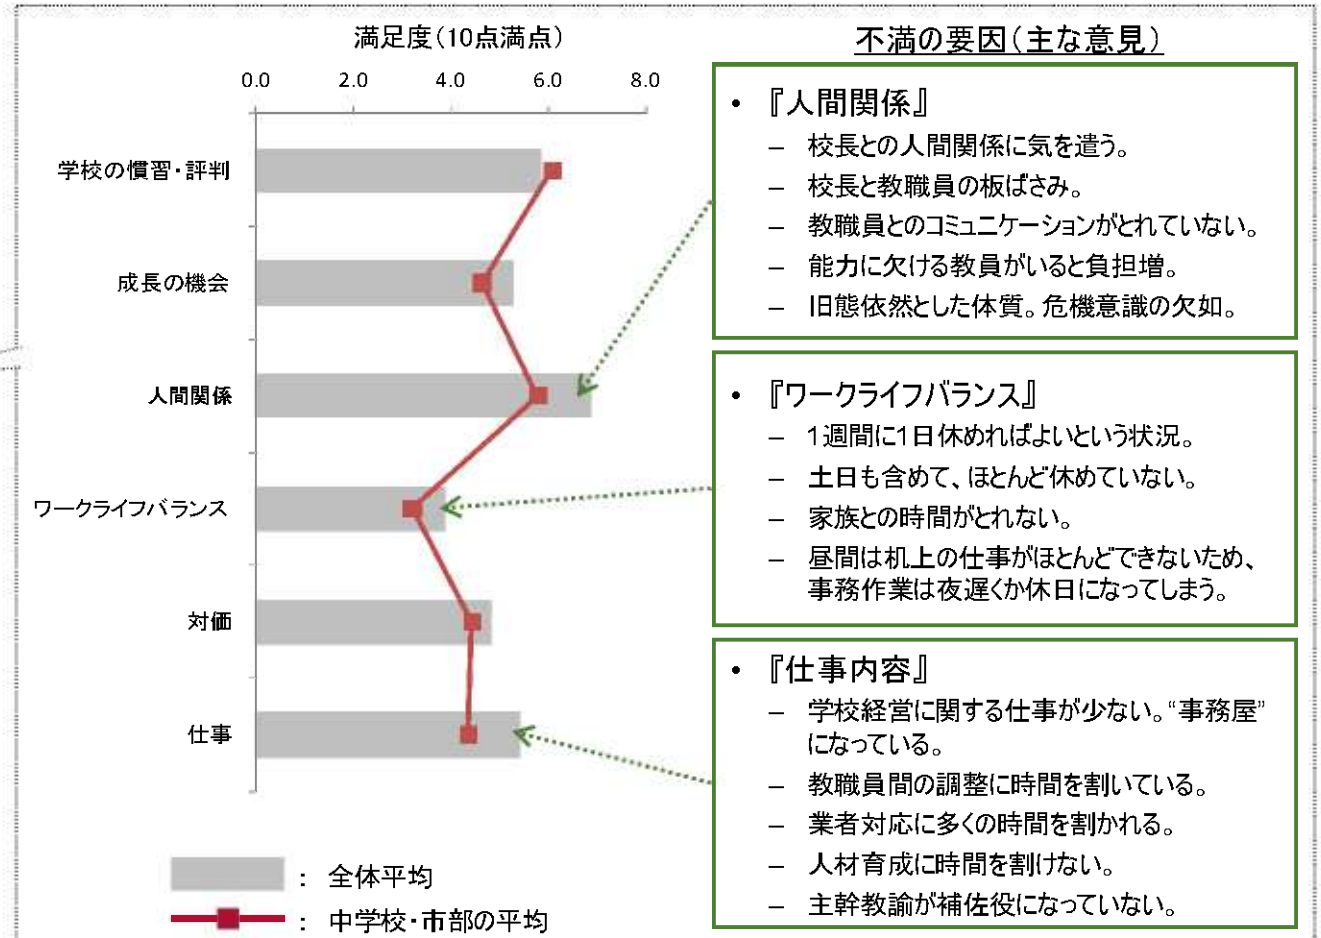 満足度(10点満点)
0.0 2.0 4.0 6.0 8.0
学校の慣習・評判
成長の機会
人間関係
ワークライフバランス
対価
仕事
： 全体平均
： 中学校・市部の平均
不満の要因(主な意見)
• 『人間関係』
– 校長との人間関係に気を遣う。
– 校長と教職員の板ばさみ。
– 教職員とのコミュニケーションがとれていない。
– 能力に欠ける教員がいると負担増。
– 旧態依然とした体質。危機意識の欠如。
• 『ワークライフバランス』
– 1週間に1日休めればよいという状況。
– 土日も含めて、ほとんど休めていない。
– 家族との時間がとれない。
– 昼間は机上の仕事がほとんどできないため、
事務作業は夜遅くか休日になってしまう。
• 『仕事内容』
– 学校経営に関する仕事が少ない。“事務屋”
になっている。
– 教職員間の調整に時間を割いている。
– 業者対応に多くの時間を割かれる。
– 人材育成に時間を割けない。
– 主幹教諭が補佐役になっていない。